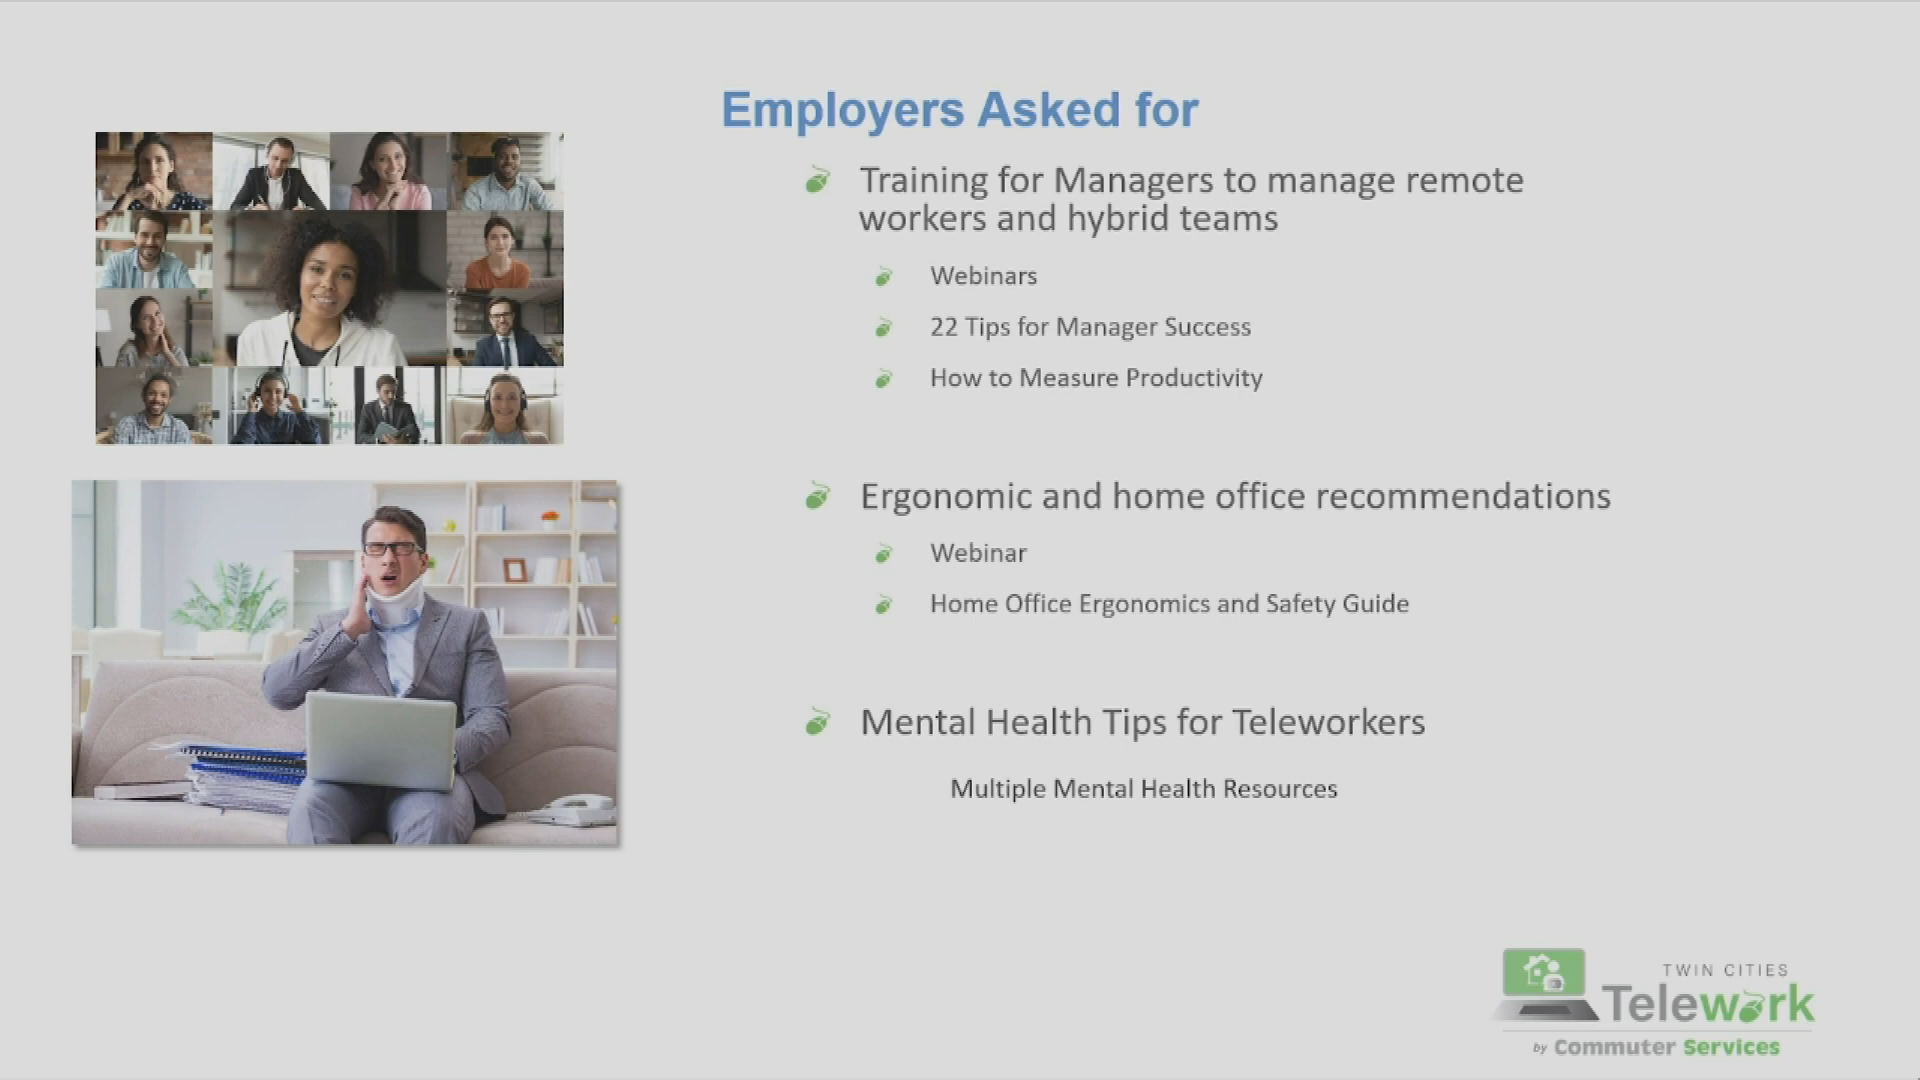 Employers Asked for
Training for Managers to manage remote
workers and hybrid teams
Webinars
22 Tips for Manager Success
How to Measure Productivity
Ergonomic and home office recommendations
Webinar
Home Office Ergonomics and Safety Guide
Mental Health Tips for Teleworkers
Multiple Mental Health Resources
TWIN CITIES
Telework
by Commuter Services